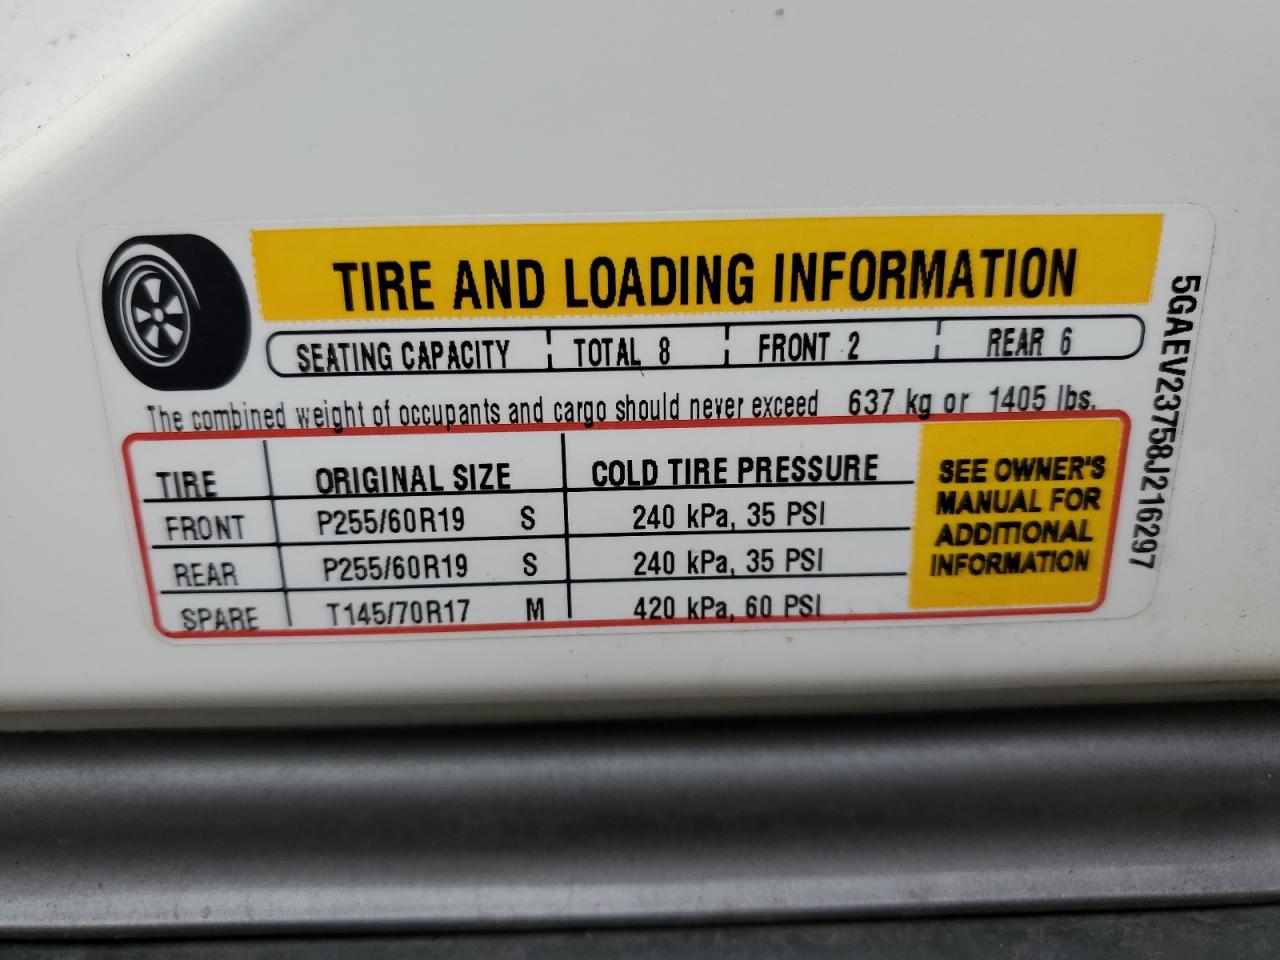 TIRE AND LOADING INFORMATION
SEATING CAPACITY TOTAL 8 FRONT 2 REAR 6
The combined weight of occupants and cargo should never exceed 637 kg or 1405 lbs.
TIRE ORIGINAL SIZE COLD TIRE PRESSURE
FRONT P255/60R19 S 240 kPa, 35 PSI
REAR P255/60R19 S 240 kPa, 35 PSI
SPARE T145/70R17 M 420 kPa, 60 PSI
SEE OWNER'S
MANUAL FOR
ADDITIONAL
INFORMATION
5GAEV23758J216297